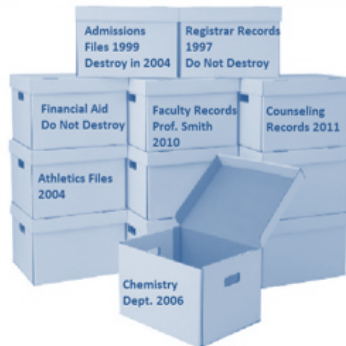 Admissions
Files 1999
Destroy in 2004
Registrar Records
1997
Do Not Destroy
Financial Aid
Do Not Destroy
Faculty Records
Prof. Smith
2010
Counseling
Records 2011
Athletics Files
2004
Chemistry
Dept. 2006